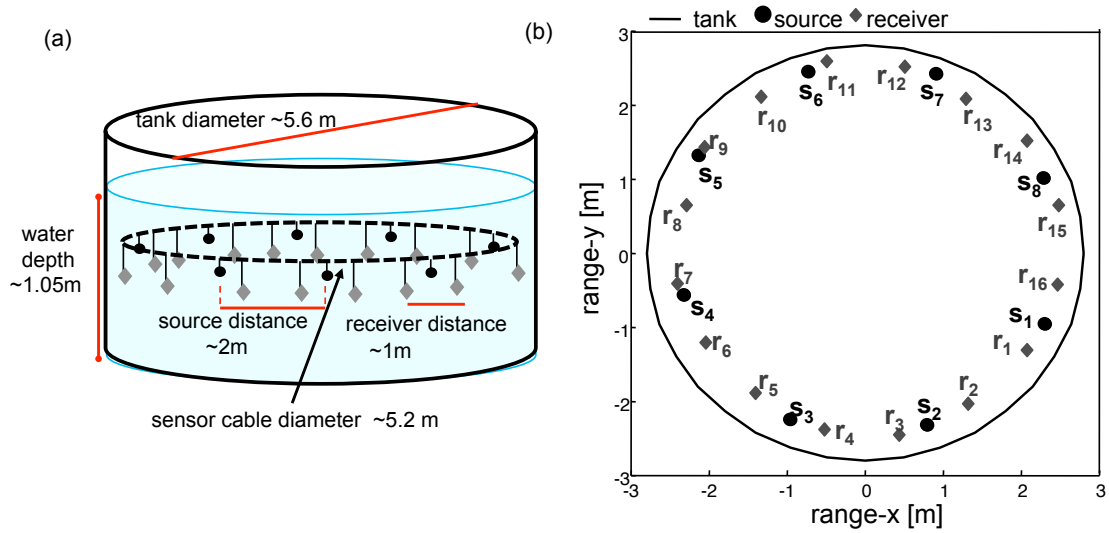 (a)
tank diameter ~5.6 m
water
depth
~1.05m
source distance
~2m
receiver distance
~1m
sensor cable diameter ~5.2 m
(b)
tank source receiver
3
2
1
0
-1
-2
-3
range-y [m]
-3 -2 -1 0 1 2 3
range-x [m]
r11
r12
s6
s7
r10
r13
r9
r14
s5
s8
r8
r15
r7
r16
s4
s1
r6
r1
r5
r2
s3
s2
r4
r3